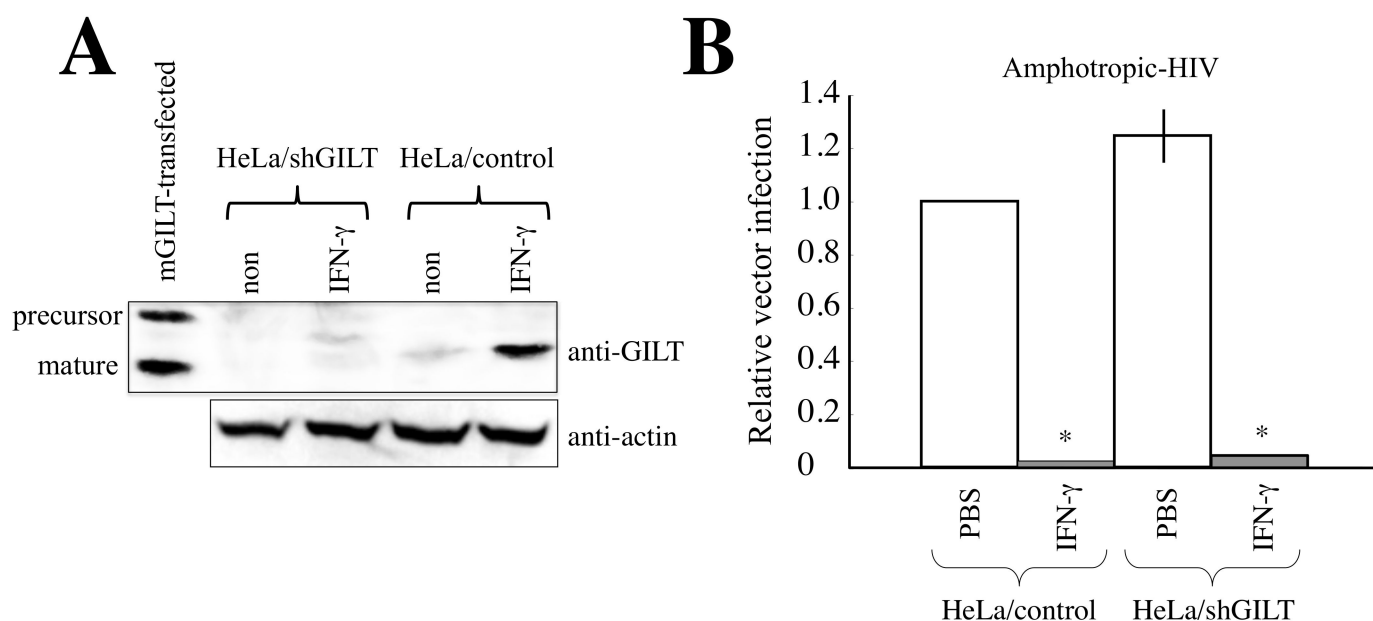 A
mGILT-transfected
HeLa/shGILT HeLa/control
non
IFN-γ
non
IFN-γ
precursor
mature
anti-GILT
anti-actin
B
Amphotropic-HIV
Relative vector infection
1.4
1.2
1.0
0.8
0.6
0.4
0.2
0
*
*
PBS
IFN-γ
PBS
IFN-γ
HeLa/control HeLa/shGILT